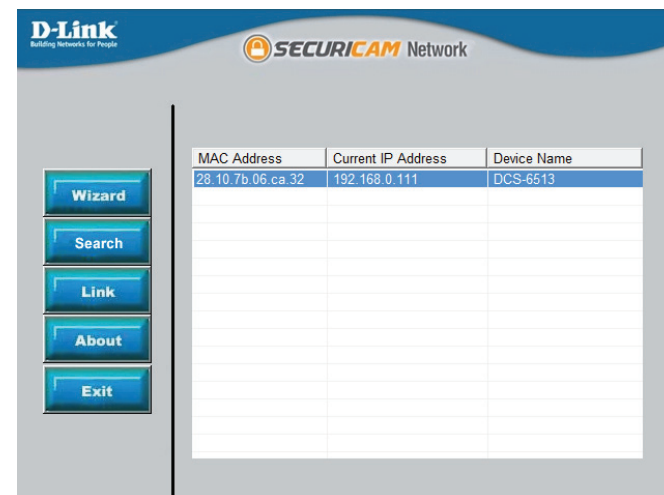 D-Link
Building Networks for People
SECURICAM Network
MAC Address Current IP Address Device Name
28.10.7b.06.ca.32 192.168.0.111 DCS-6513
Wizard
Search
Link
About
Exit